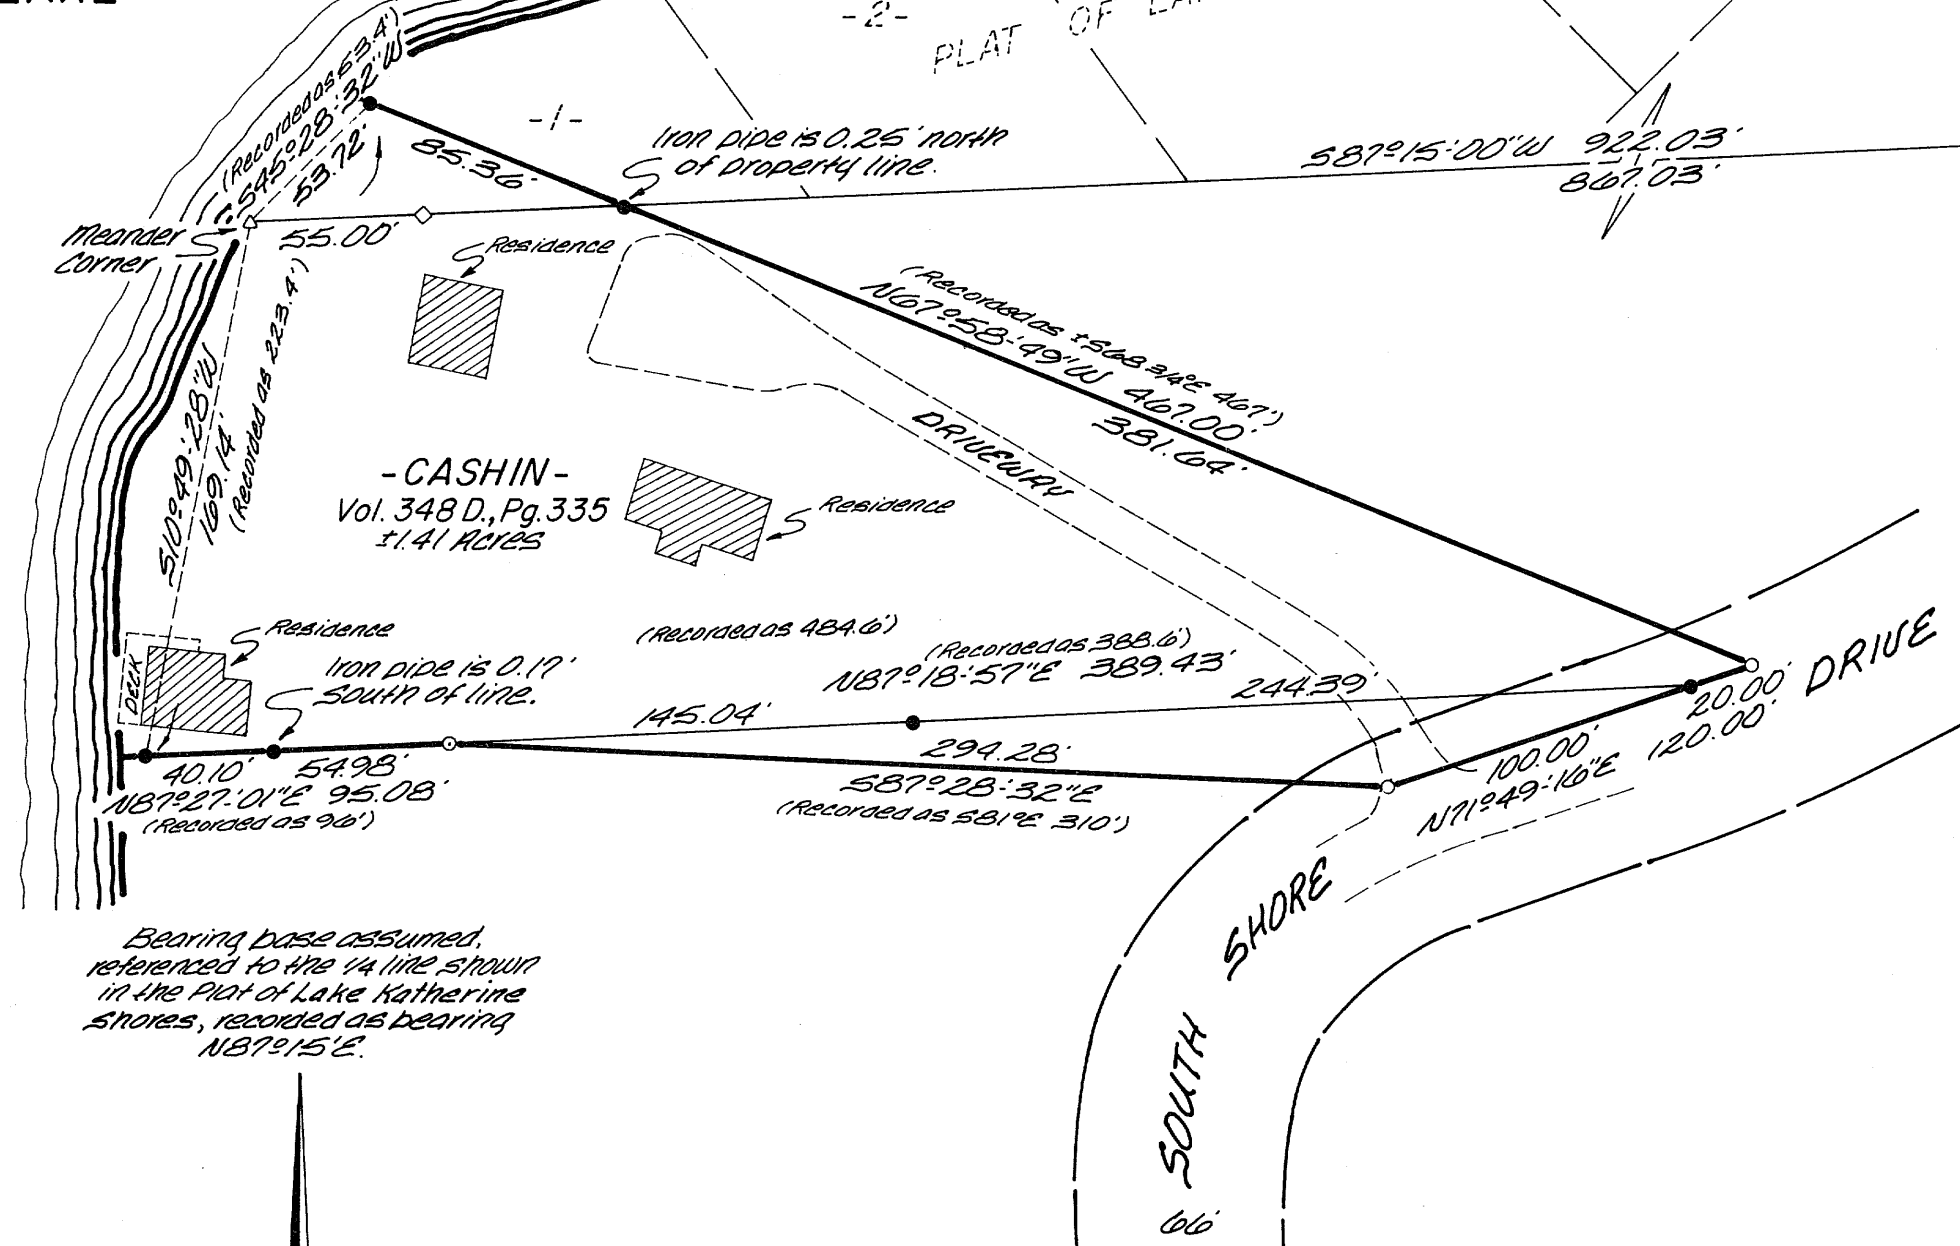 -2-
PLAT OF
-1-
(Recorded as 63.4')
S45°28'32"W
53.72'
85.36'
Iron pipe is 0.25' north
of property line.
S87°15'00"W 922.03'
867.03'
Meander
Corner
55.00'
Residence
(Recorded as ±S68 3/4°E 467')
N67°58'49"W 467.00'
381.64'
S10°49'28"W
169.14'
(Recorded as 223.4')
DRIVEWAY
-CASHIN-
Vol. 348 D., Pg. 335
±1.41 Acres
Residence
Residence
DECK
Iron pipe is 0.17'
south of line.
(Recorded as 484.6')
(Recorded as 388.6')
N87°18'57"E 389.43'
145.04'
244.39'
294.28'
S87°28'32"E
(Recorded as S81°E 310')
40.10' 54.98'
N87°27'01"E 95.08'
(Recorded as 96')
20.00'
100.00'
N71°49'16"E 120.00'
SOUTH SHORE DRIVE
66'
Bearing base assumed,
referenced to the 1/4 line shown
in the Plat of Lake Katherine
Shores, recorded as bearing
N87°15'E.